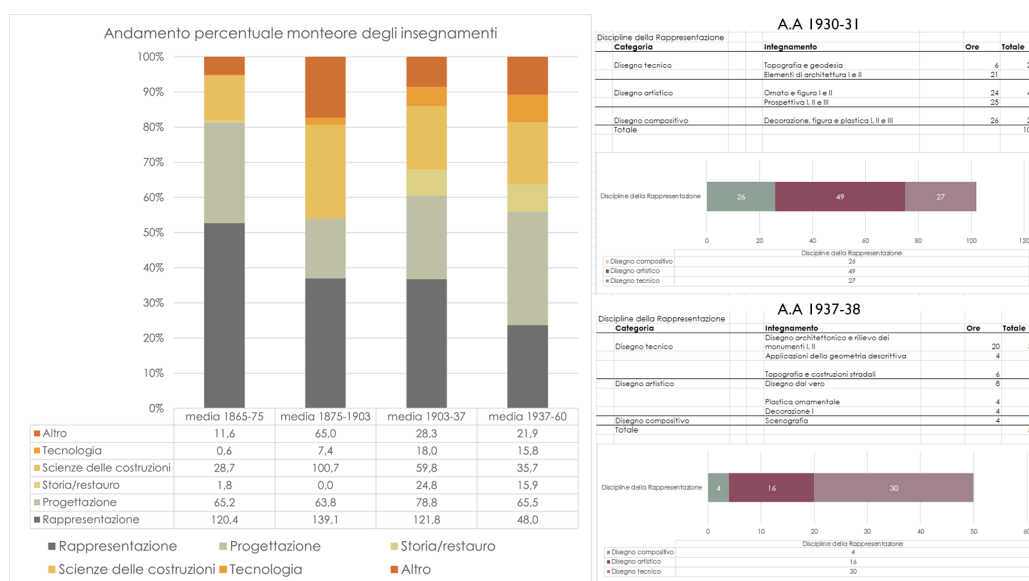 Andamento percentuale monteore degli insegnamenti
100%
90%
80%
70%
60%
50%
40%
30%
20%
10%
0%
media 1865-75 media 1875-1903 media 1903-37 media 1937-60
Altro 11,6 65,0 28,3 21,9
Tecnologia 0,6 7,4 18,0 15,8
Scienze delle costruzioni 28,7 100,7 59,8 35,7
Storia/restauro 1,8 0,0 24,8 15,9
Progettazione 65,2 63,8 78,8 65,5
Rappresentazione 120,4 139,1 121,8 48,0
Rappresentazione Progettazione Storia/restauro
Scienze delle costruzioni Tecnologia Altro
A.A 1930-31
Discipline della Rappresentazione
Categoria Integnamento Ore Totale
Disegno tecnico Topografia e geodesia 6
Elementi di architettura I e II 21
Disegno artistico Ornato e figura I e II 24
Prospettiva I, II e III 25
Disegno compositivo Decorazione, figura e plastica I, II e III 26
Totale
Discipline della Rappresentazione 26 49 27
0 20 40 60 80 100 120
Discipline della Rappresentazione
Disegno compositivo 26
Disegno artistico 49
Disegno tecnico 27
A.A 1937-38
Discipline della Rappresentazione
Categoria Integnamento Ore Totale
Disegno architettonico e rilievo dei
Disegno tecnico monumenti I, II 20
Applicazioni della geometria descrittiva 4
Topografia e costruzioni stradali 6
Disegno artistico Disegno dal vero 8
Plastica ornamentale 4
Decorazione I 4
Disegno compositivo Scenografia 4
Totale
Discipline della Rappresentazione 4 16 30
0 10 20 30 40 50 60
Discipline della Rappresentazione
Disegno compositivo 4
Disegno artistico 16
Disegno tecnico 30